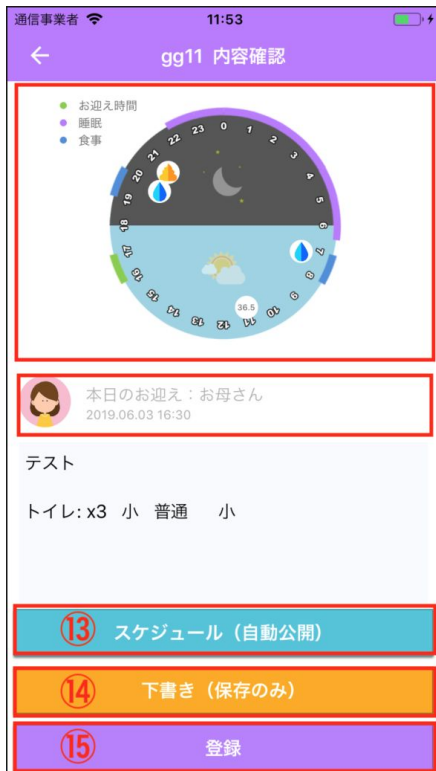 通信事業者 11:53
gg11 内容確認
お迎え時間
睡眠
食事
0 1 2 3 4 5 6 7 8 9 10 11 12 13 14 15 16 17 18 19 20 21 22 23
36.5
本日のお迎え：お母さん
2019.06.03 16:30
テスト
トイレ: x3 小 普通 小
⑬ スケジュール（自動公開）
⑭ 下書き（保存のみ）
⑮ 登録